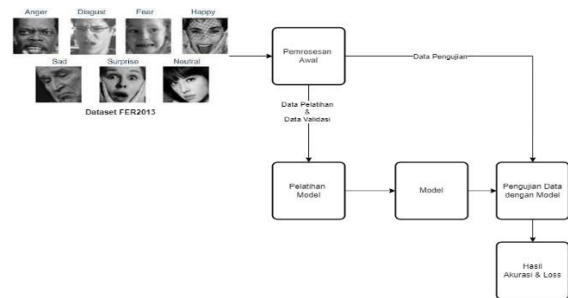 Anger Disgust Fear Happy
Sad Surprise Neutral
Dataset FER2013
Pemrosesan
Awal
Data Pengujian
Data Pelatihan
&
Data Validasi
Pelatihan
Model
Model
Pengujian Data
dengan Model
Hasil
Akurasi & Loss